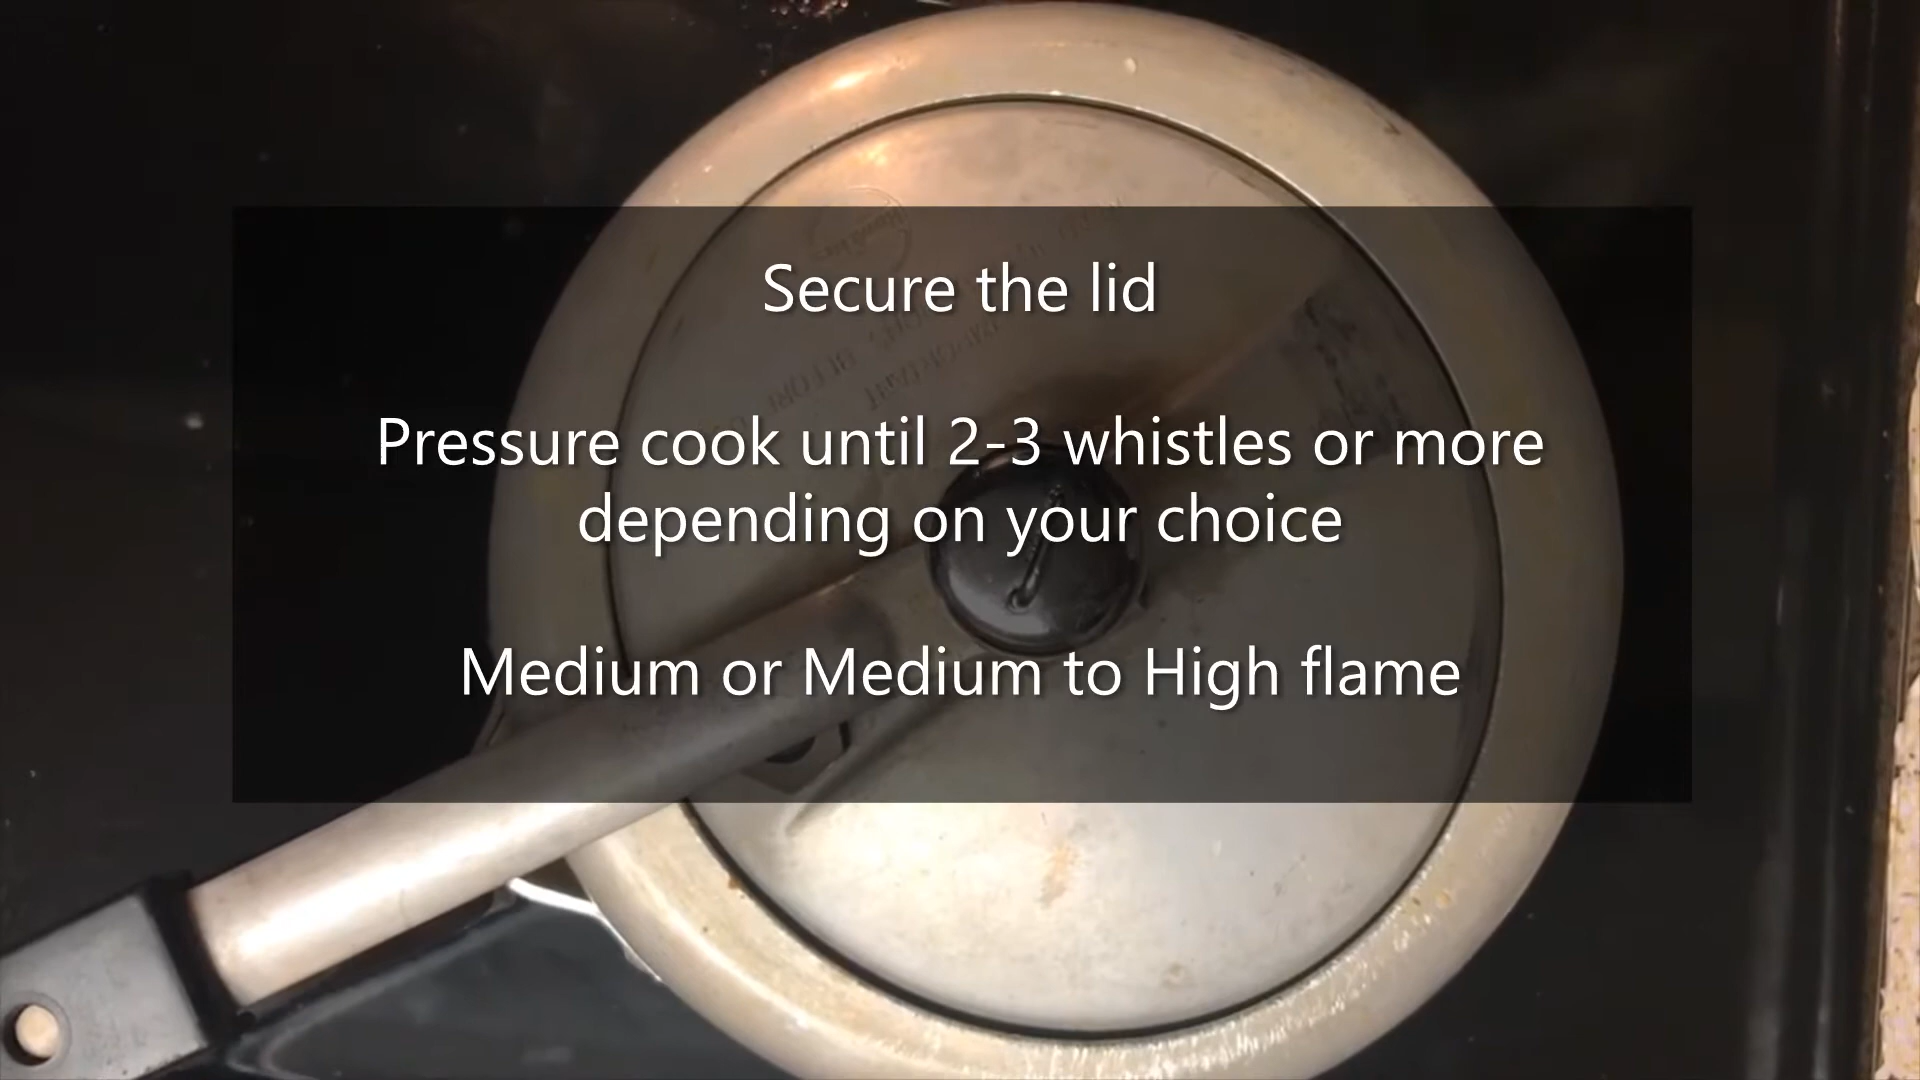 Secure the lid
Pressure cook until 2-3 whistles or more
depending on your choice
Medium or Medium to High flame